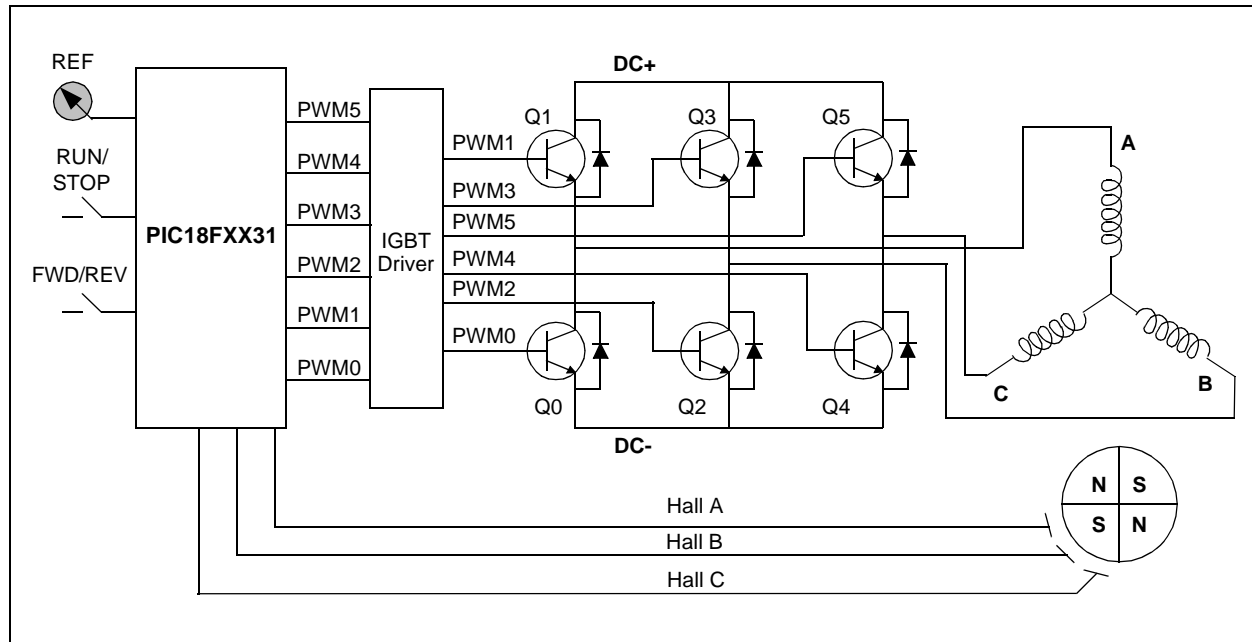 REF
RUN/
STOP
FWD/REV
PIC18FXX31
PWM5
PWM4
PWM3
PWM2
PWM1
PWM0
IGBT
Driver
PWM1
PWM3
PWM5
PWM4
PWM2
PWM0
DC+
Q1
Q3
Q5
Q0
Q2
Q4
DC-
A
C
B
N S
S N
Hall A
Hall B
Hall C